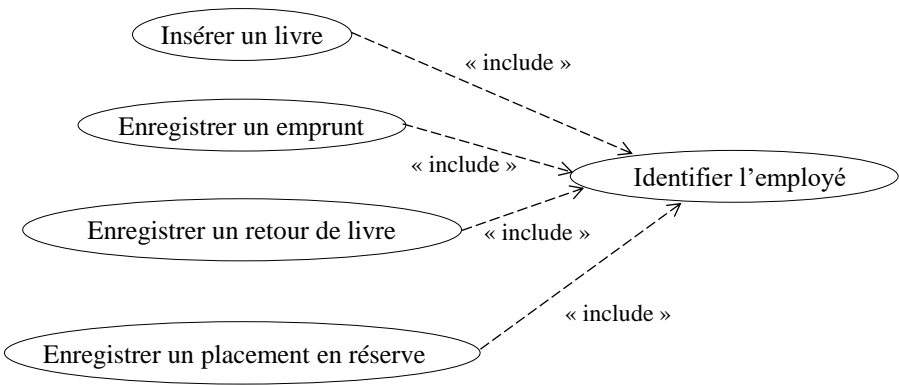 Insérer un livre
« include »
Enregistrer un emprunt
« include »
Identifier l’employé
Enregistrer un retour de livre
« include »
« include »
Enregistrer un placement en réserve